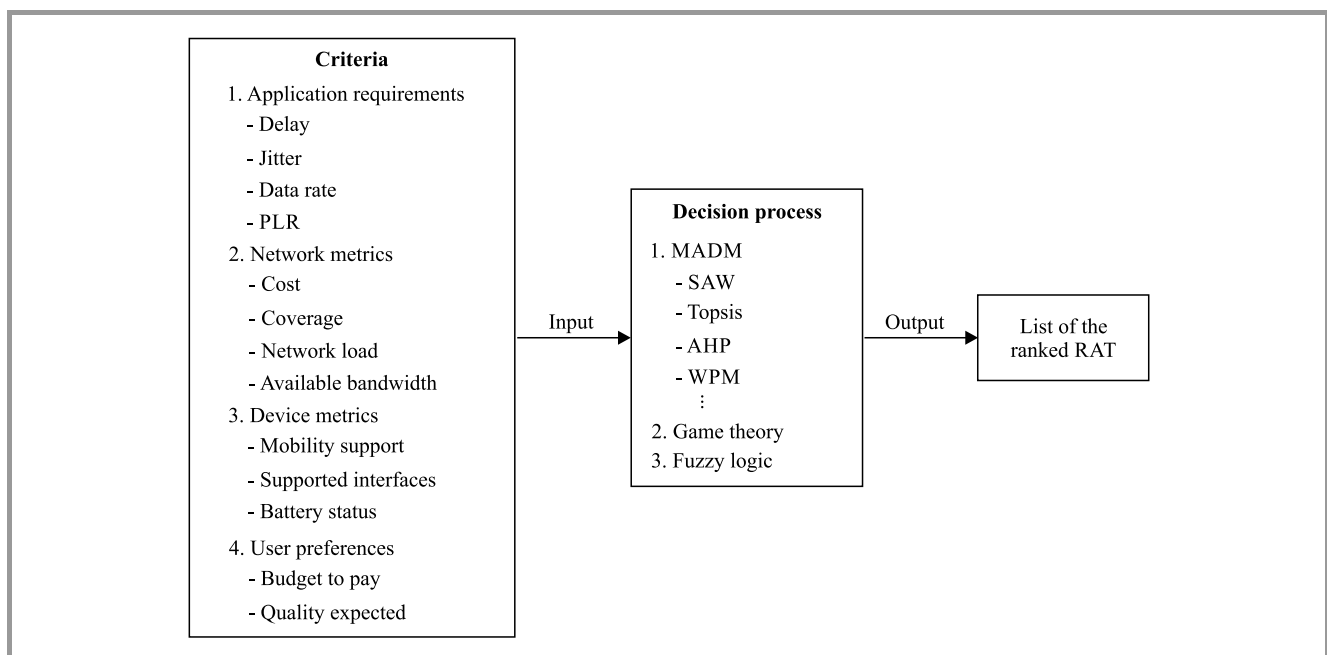 Criteria
1. Application requirements
- Delay
- Jitter
- Data rate
- PLR
2. Network metrics
- Cost
- Coverage
- Network load
- Available bandwidth
3. Device metrics
- Mobility support
- Supported interfaces
- Battery status
4. User preferences
- Budget to pay
- Quality expected
Input
Decision process
1. MADM
- SAW
- Topsis
- AHP
- WPM
⋮
2. Game theory
3. Fuzzy logic
Output
List of the
ranked RAT